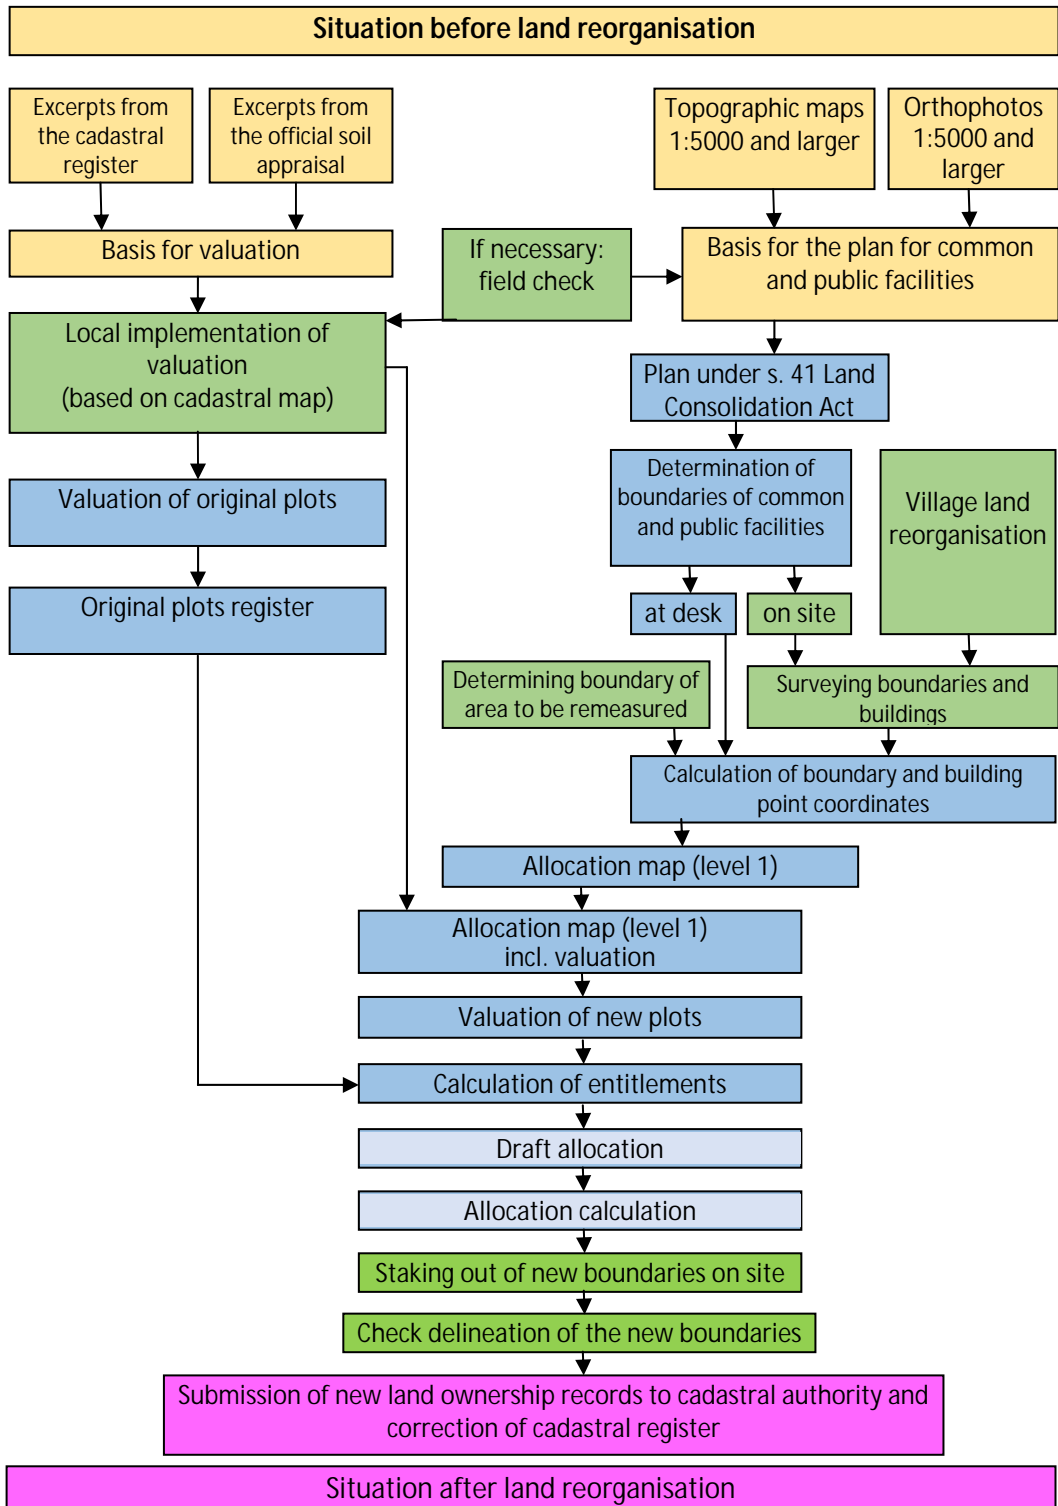 Situation before land reorganisation
Excerpts from
the cadastral
register
Excerpts from
the official soil
appraisal
Topographic maps
1:5000 and larger
Orthophotos
1:5000 and
larger
Basis for valuation
If necessary:
field check
Basis for the plan for common
and public facilities
Local implementation of
valuation
(based on cadastral map)
Plan under s. 41 Land
Consolidation Act
Valuation of original plots
Determination of
boundaries of common
and public facilities
Village land
reorganisation
Original plots register
at desk
on site
Determining boundary of
area to be remeasured
Surveying boundaries and
buildings
Calculation of boundary and building
point coordinates
Allocation map (level 1)
Allocation map (level 1)
incl. valuation
Valuation of new plots
Calculation of entitlements
Draft allocation
Allocation calculation
Staking out of new boundaries on site
Check delineation of the new boundaries
Submission of new land ownership records to cadastral authority and
correction of cadastral register
Situation after land reorganisation